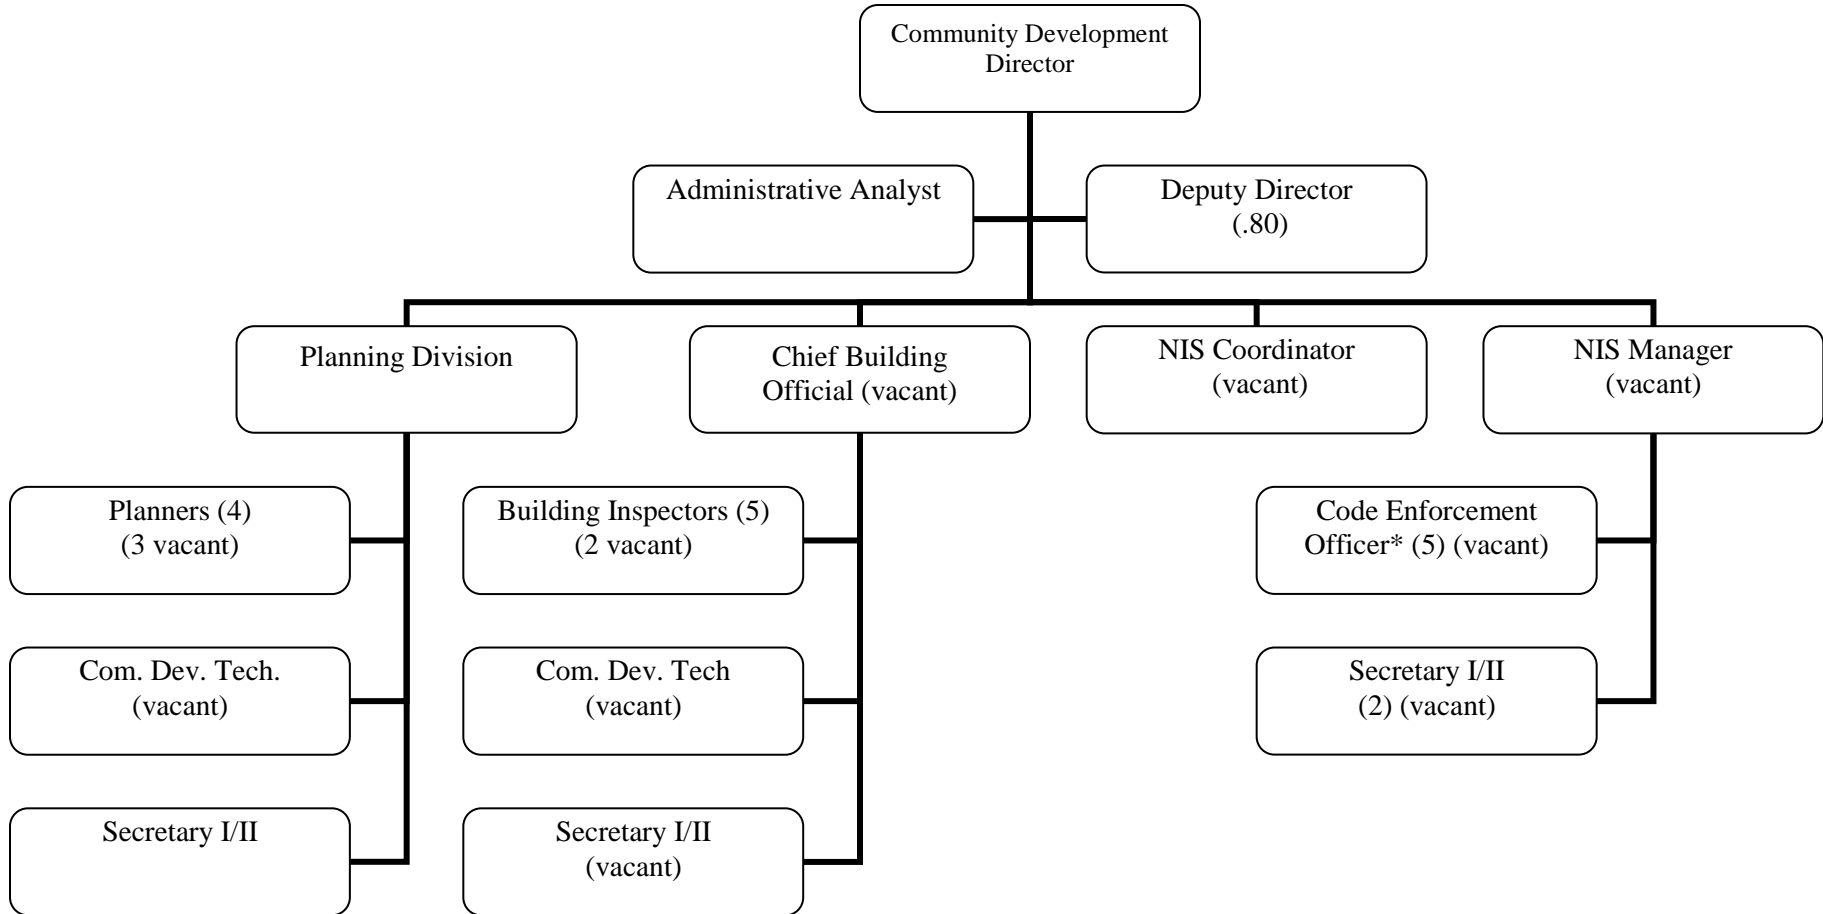 Community Development
Director
Administrative Analyst
Deputy Director
(.80)
Planning Division
Chief Building
Official (vacant)
NIS Coordinator
(vacant)
NIS Manager
(vacant)
Planners (4)
(3 vacant)
Building Inspectors (5)
(2 vacant)
Code Enforcement
Officer* (5) (vacant)
Com. Dev. Tech.
(vacant)
Com. Dev. Tech
(vacant)
Secretary I/II
(2) (vacant)
Secretary I/II
Secretary I/II
(vacant)